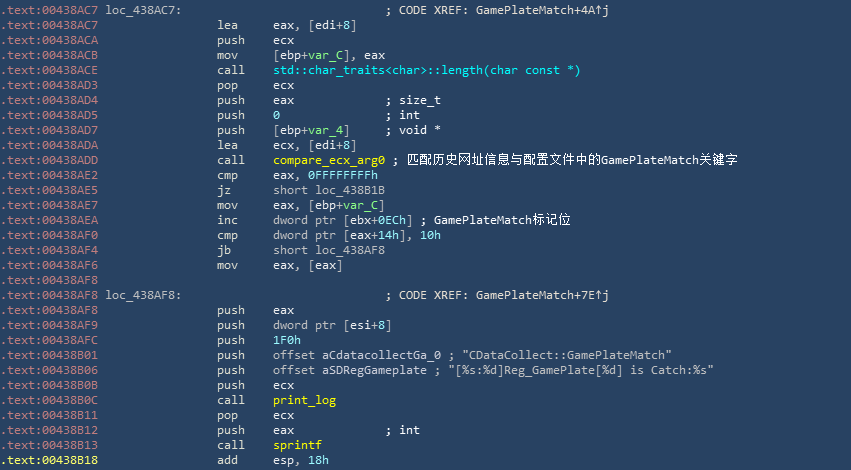 .text:00438AC7 loc_438AC7: ; CODE XREF: GamePlateMatch+4A↑j
.text:00438AC7 lea eax, [edi+8]
.text:00438ACA push ecx
.text:00438ACB mov [ebp+var_C], eax
.text:00438ACE call std::char_traits<char>::length(char const *)
.text:00438AD3 pop ecx
.text:00438AD4 push eax ; size_t
.text:00438AD5 push 0 ; int
.text:00438AD7 push [ebp+var_4] ; void *
.text:00438ADA lea ecx, [edi+8]
.text:00438ADD call compare_ecx_arg0 ; 匹配历史网址信息与配置文件中的GamePlateMatch关键字
.text:00438AE2 cmp eax, 0FFFFFFFFh
.text:00438AE5 jz short loc_438B1B
.text:00438AE7 mov eax, [ebp+var_C]
.text:00438AEA inc dword ptr [ebx+0ECh] ; GamePlateMatch标记位
.text:00438AF0 cmp dword ptr [eax+14h], 10h
.text:00438AF4 jb short loc_438AF8
.text:00438AF6 mov eax, [eax]
.text:00438AF8
.text:00438AF8 loc_438AF8: ; CODE XREF: GamePlateMatch+7E↑j
.text:00438AF8 push eax
.text:00438AF9 push dword ptr [esi+8]
.text:00438AFC push 1F0h
.text:00438B01 push offset aCdatacollectGa_0 ; "CDataCollect::GamePlateMatch"
.text:00438B06 push offset aSDRegGameplate ; "[%s:%d]Reg_GamePlate[%d] is Catch:%s"
.text:00438B0B push ecx
.text:00438B0C call print_log
.text:00438B11 pop ecx
.text:00438B12 push eax ; int
.text:00438B13 call sprintf
.text:00438B18 add esp, 18h